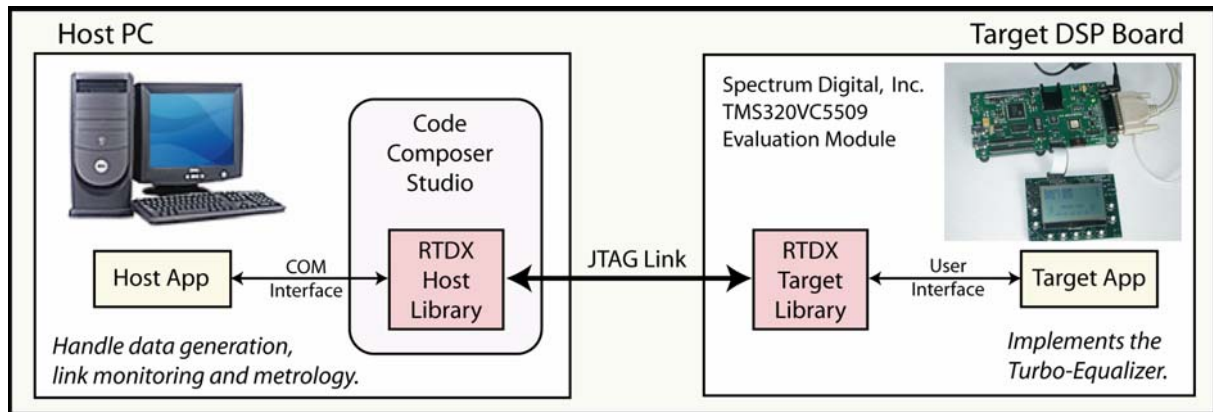 Host PC
Code
Composer
Studio
Host App
COM
Interface
RTDX
Host
Library
Handle data generation,
link monitoring and metrology.
JTAG Link
Target DSP Board
Spectrum Digital, Inc.
TMS320VC5509
Evaluation Module
RTDX
Target
Library
User
Interface
Target App
Implements the
Turbo-Equalizer.